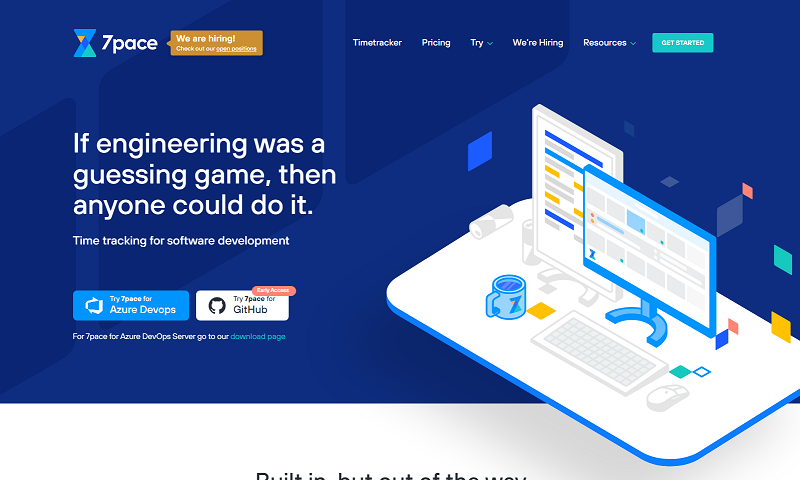 7pace
We are hiring!
Check out our open positions
Timetracker
Pricing
Try
We're Hiring
Resources
GET STARTED
If engineering was a
guessing game, then
anyone could do it.
Time tracking for software development
Early Access
Try 7pace for
Azure Devops
Try 7pace for
GitHub
For 7pace for Azure DevOps Server go to our download page
Built in, but out of the way